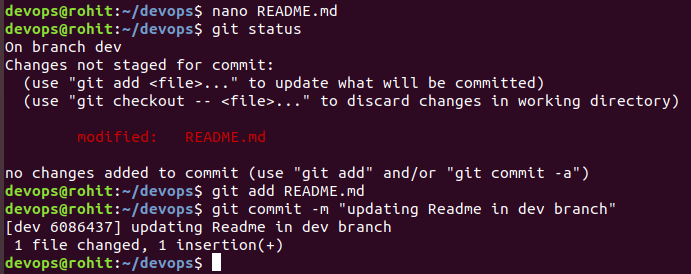 devops@rohit:~/devops$ nano README.md
devops@rohit:~/devops$ git status
On branch dev
Changes not staged for commit:
  (use "git add <file>..." to update what will be committed)
  (use "git checkout -- <file>..." to discard changes in working directory)
        modified:   README.md
no changes added to commit (use "git add" and/or "git commit -a")
devops@rohit:~/devops$ git add README.md
devops@rohit:~/devops$ git commit -m "updating Readme in dev branch"
[dev 6086437] updating Readme in dev branch
 1 file changed, 1 insertion(+)
devops@rohit:~/devops$